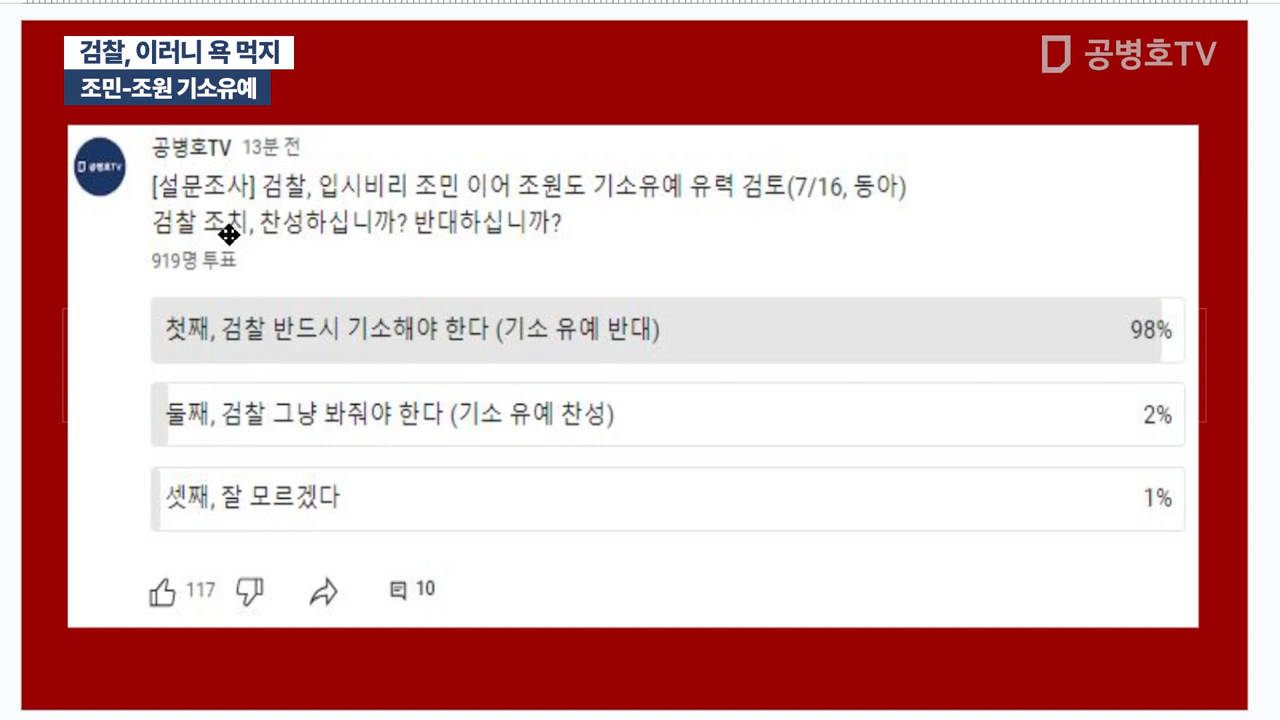 검찰, 이러니 욕 먹지
조민-조원 기소유예
공병호TV
공병호TV
공병호TV 13분 전
[설문조사] 검찰, 입시비리 조민 이어 조원도 기소유예 유력 검토(7/16, 동아)
검찰 조치, 찬성하십니까? 반대하십니까?
919명 투표
첫째, 검찰 반드시 기소해야 한다 (기소 유예 반대) 98%
둘째, 검찰 그냥 봐줘야 한다 (기소 유예 찬성) 2%
셋째, 잘 모르겠다 1%
117 10